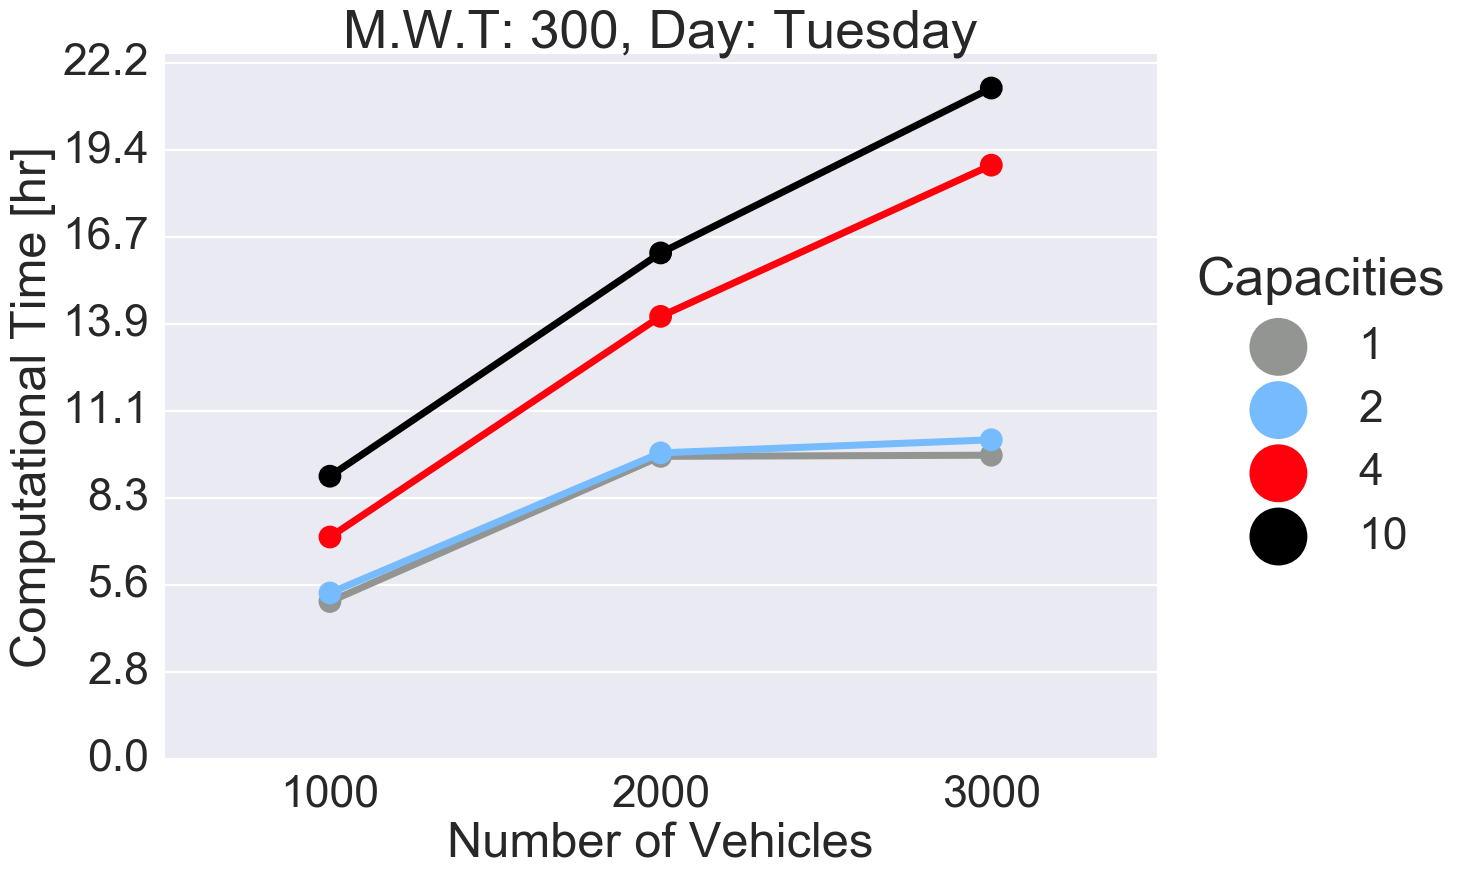 M.W.T: 300, Day: Tuesday
Computational Time [hr]
22.2
19.4
16.7
13.9
11.1
8.3
5.6
2.8
0.0
1000 2000 3000
Number of Vehicles
Capacities
1
2
4
10